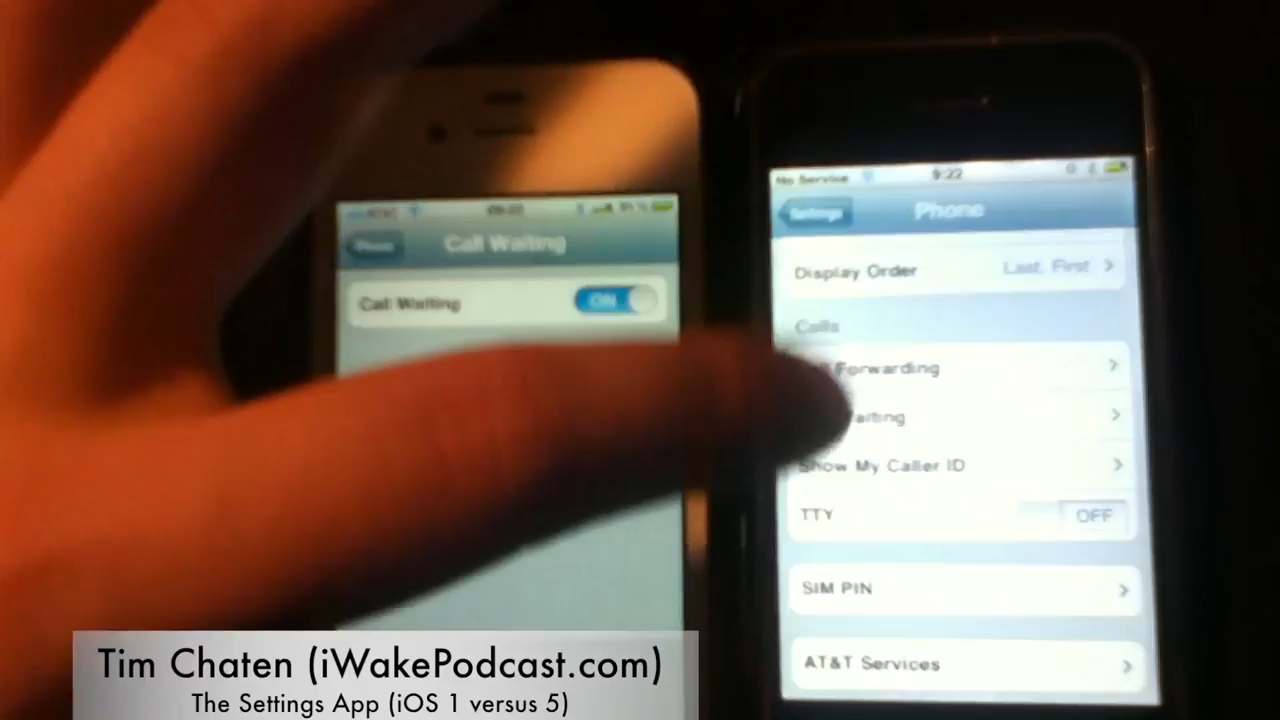 Call Waiting
Call Waiting
ON
No Service
9:22
Settings
Phone
Display Order
Last, First
Calls
Forwarding
Show My Caller ID
TTY
OFF
SIM PIN
AT&T Services
Tim Chaten (iWakePodcast.com)
The Settings App (iOS 1 versus 5)